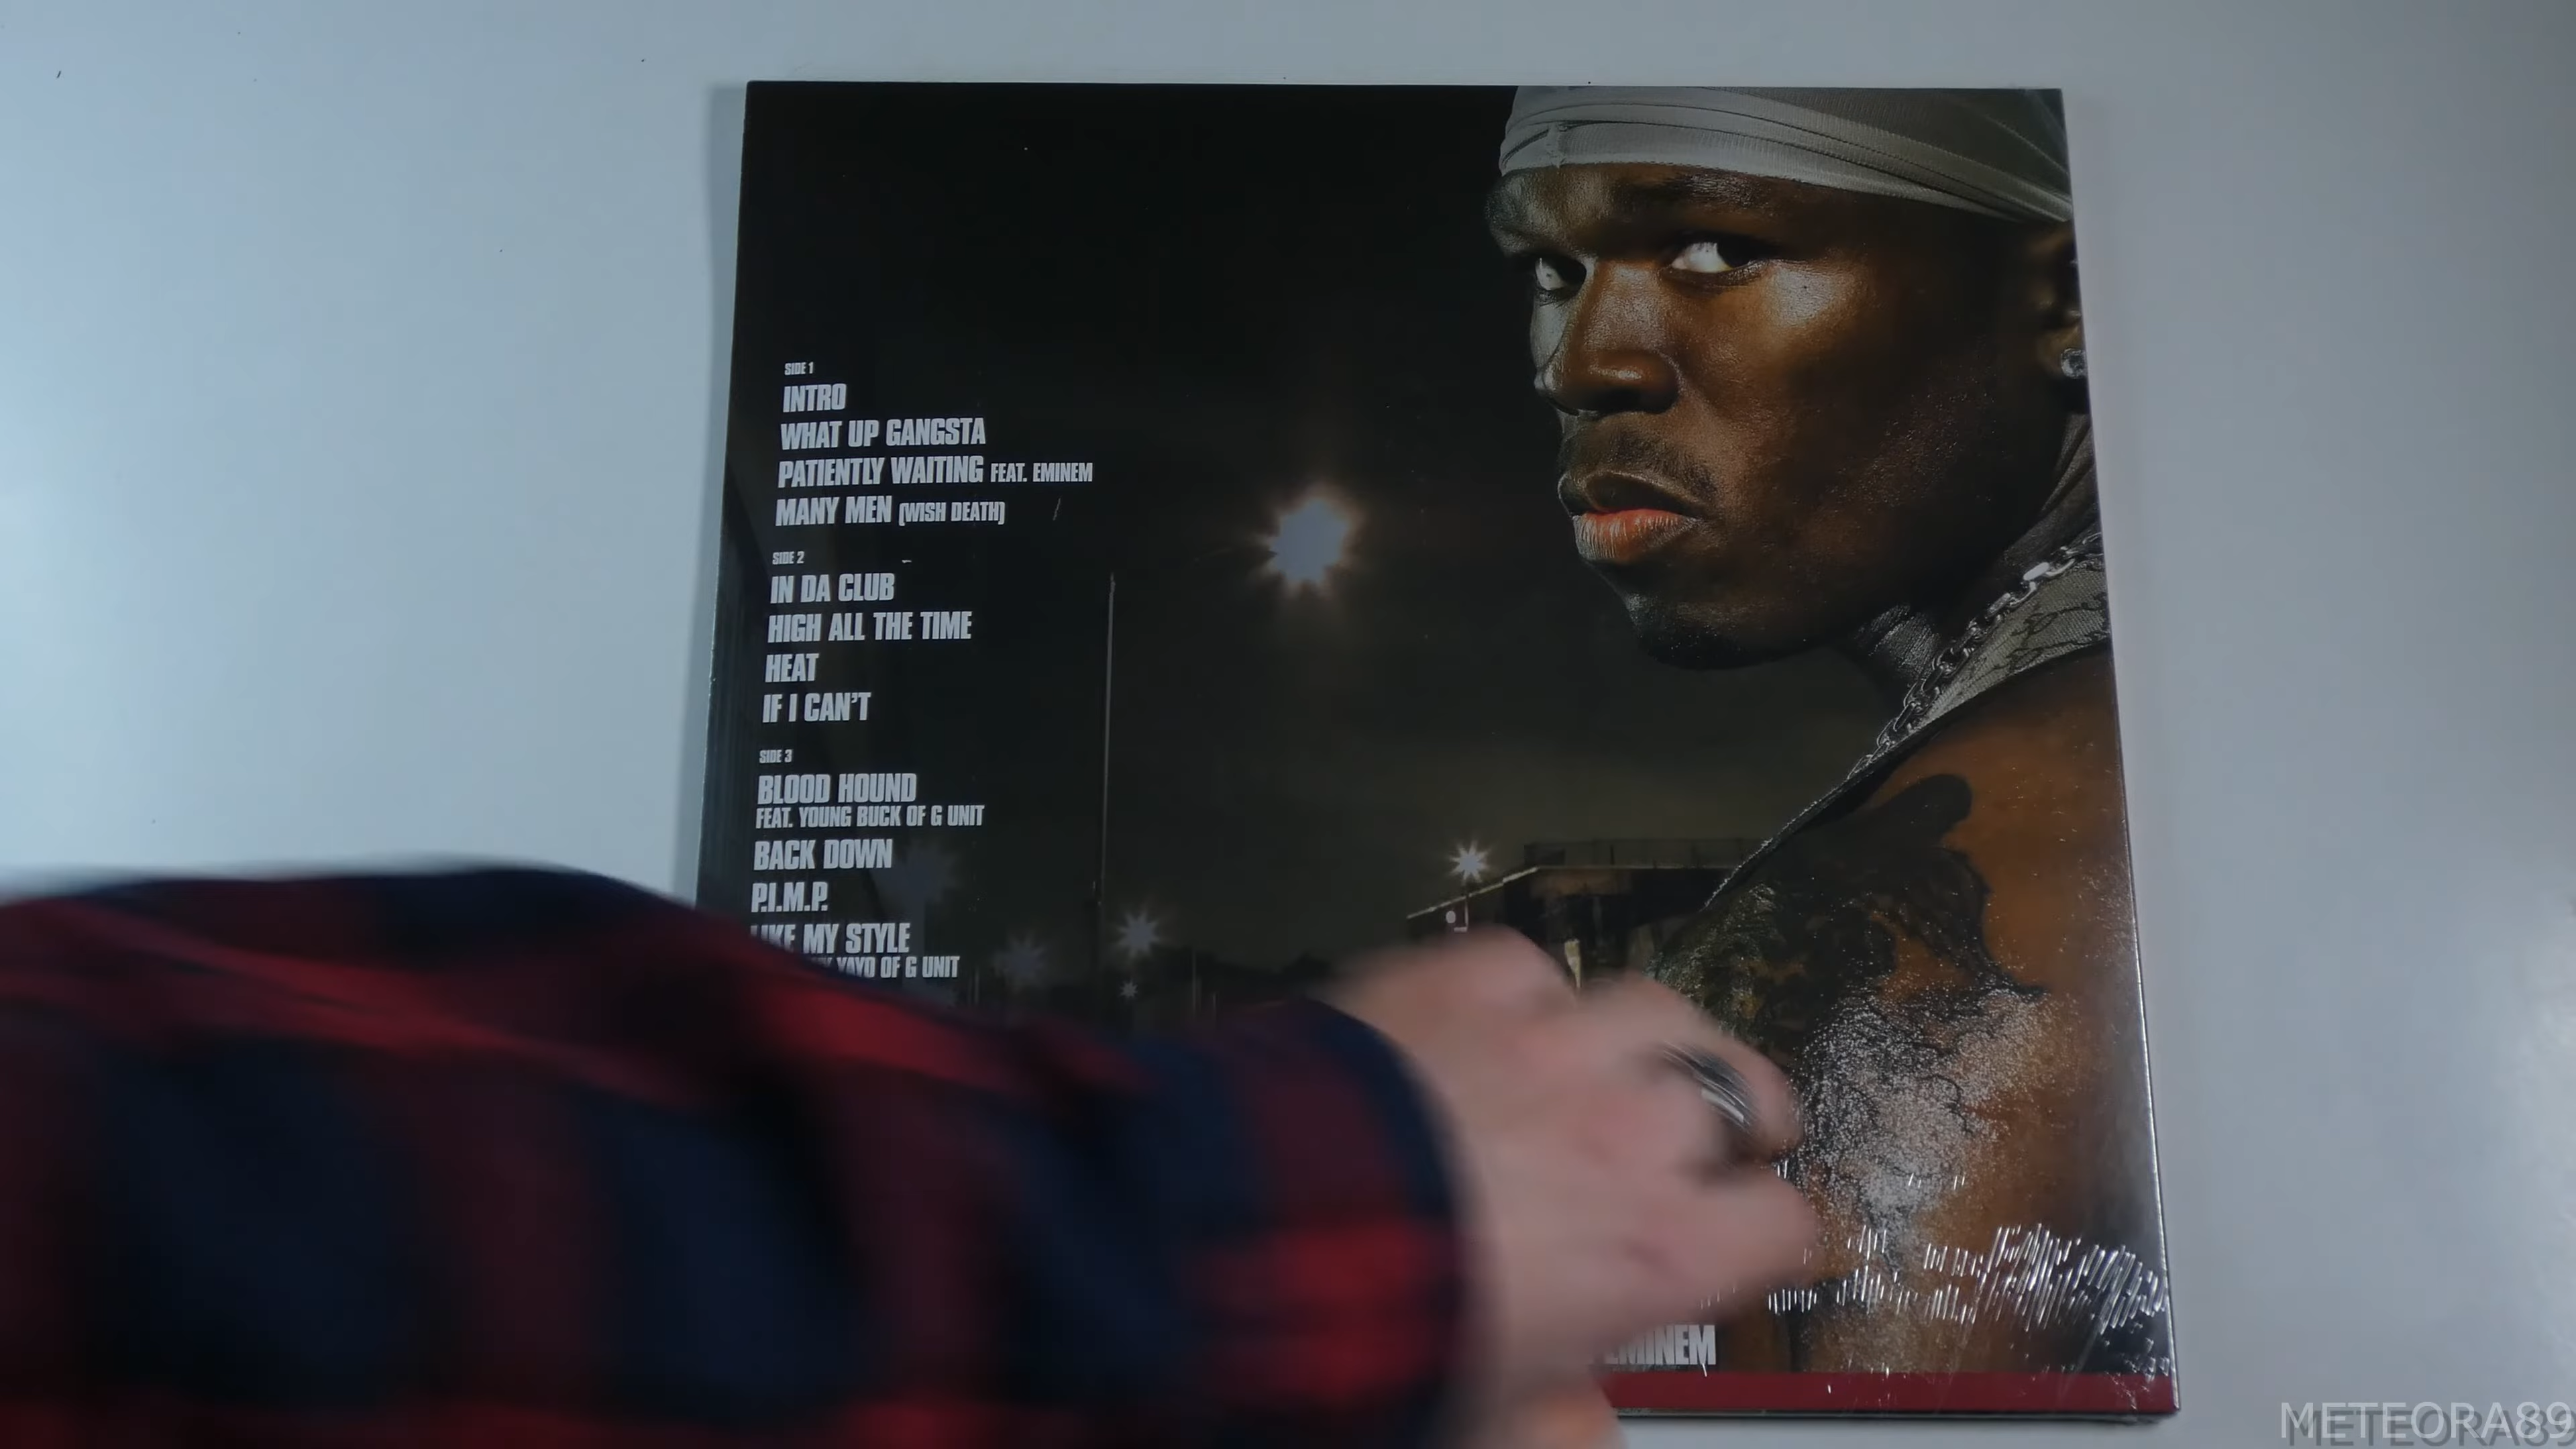 SIDE 1
INTRO
WHAT UP GANGSTA
PATIENTLY WAITING FEAT. EMINEM
MANY MEN (WISH DEATH)
SIDE 2
IN DA CLUB
HIGH ALL THE TIME
HEAT
IF I CAN'T
SIDE 3
BLOOD HOUND
FEAT. YOUNG BUCK OF G UNIT
BACK DOWN
P.I.M.P.
LIKE MY STYLE
YAYO OF G UNIT
EMINEM
METEORA89